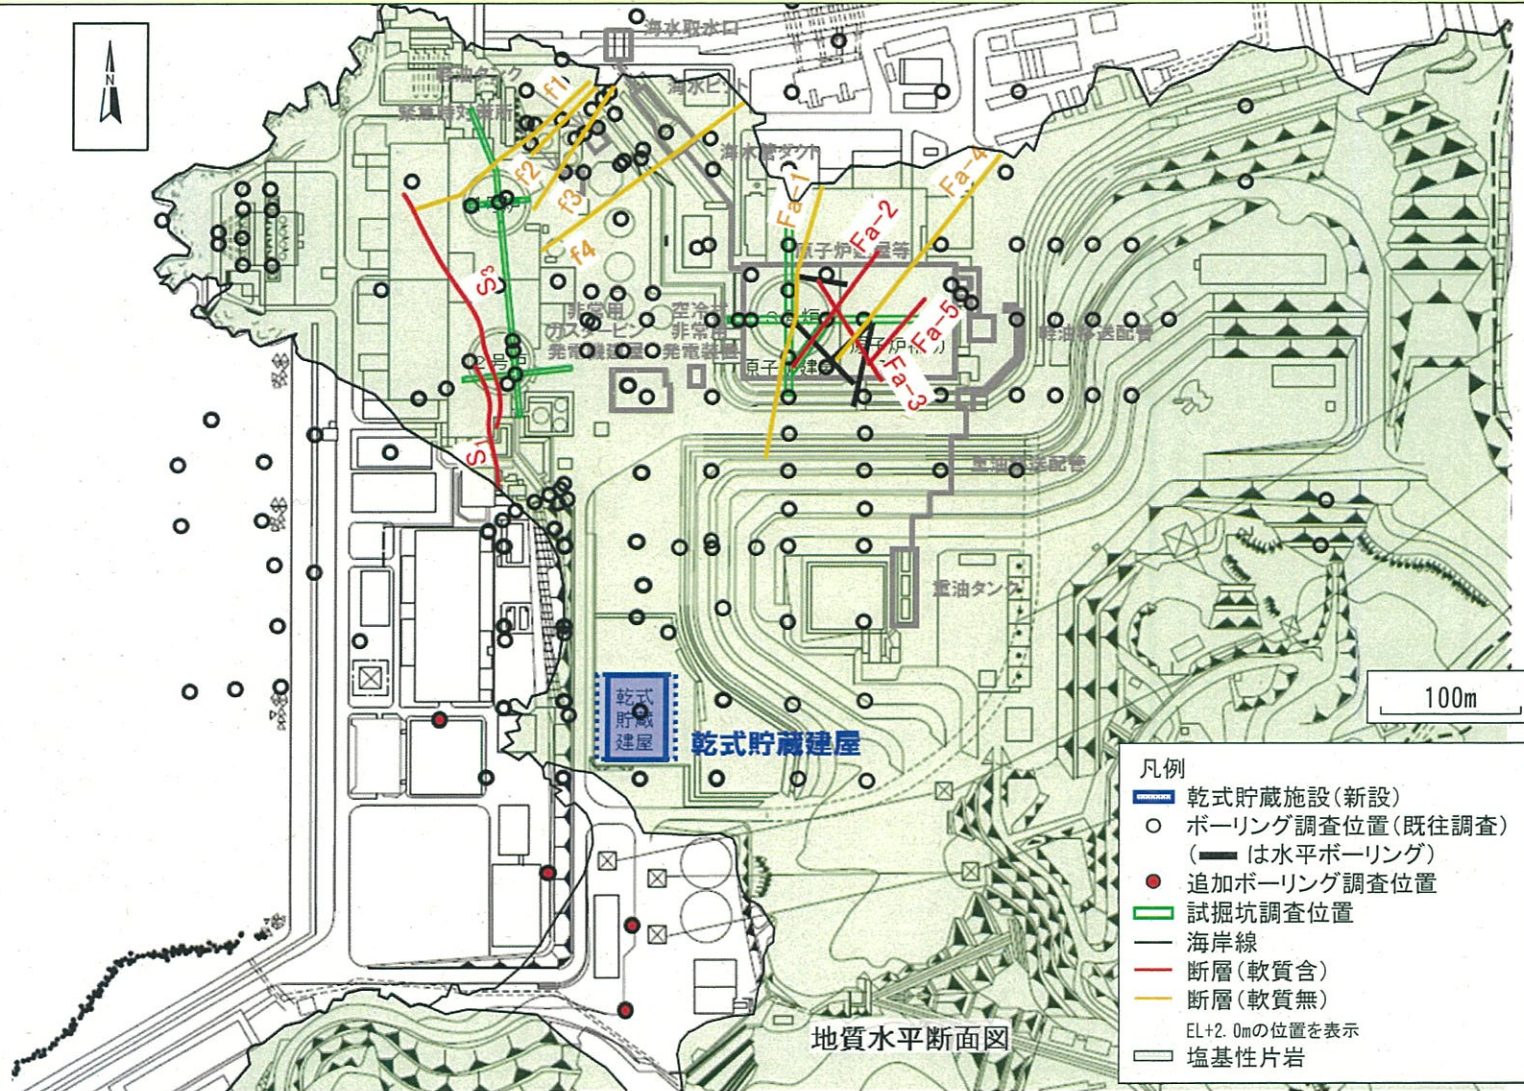 N
海水取水口
軽油タンク
海水ピット
緊急時対策所
海水管ダクト
f1
f2
f3
f4
Fa-1
Fa-2
Fa-4
原子炉建屋等
S3
非常用
ガスタービン
発電機建屋
空冷式
非常用
発電装置
Fa-5
Fa-3
軽油移送配管
2号炉
S1
重油移送配管
重油タンク
乾式
貯蔵
建屋
乾式貯蔵建屋
100m
凡例
乾式貯蔵施設(新設)
ボーリング調査位置(既往調査)
( は水平ボーリング)
追加ボーリング調査位置
試掘坑調査位置
海岸線
断層(軟質含)
断層(軟質無)
EL+2.0mの位置を表示
塩基性片岩
地質水平断面図